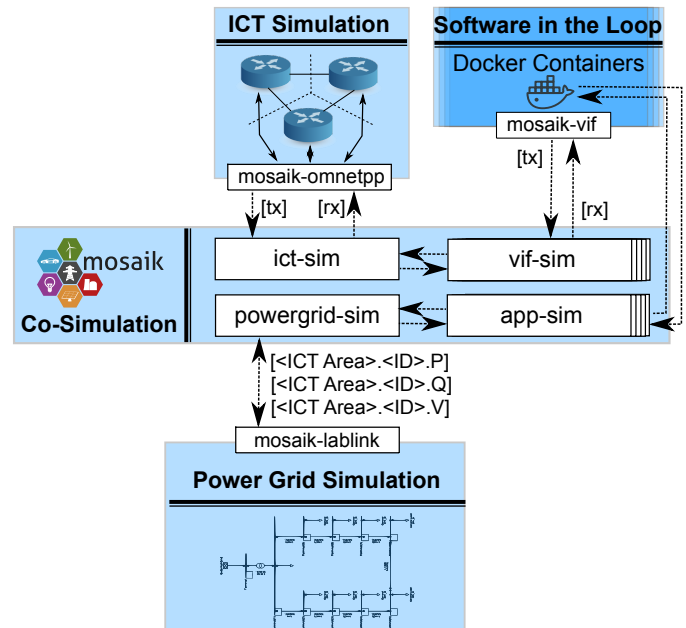 ICT Simulation
Software in the Loop
Docker Containers
mosaik-omnetpp
mosaik-vif
[tx]
[rx]
[tx]
[rx]
mosaik
Co-Simulation
ict-sim
vif-sim
powergrid-sim
app-sim
[<ICT Area>.<ID>.P]
[<ICT Area>.<ID>.Q]
[<ICT Area>.<ID>.V]
mosaik-lablink
Power Grid Simulation